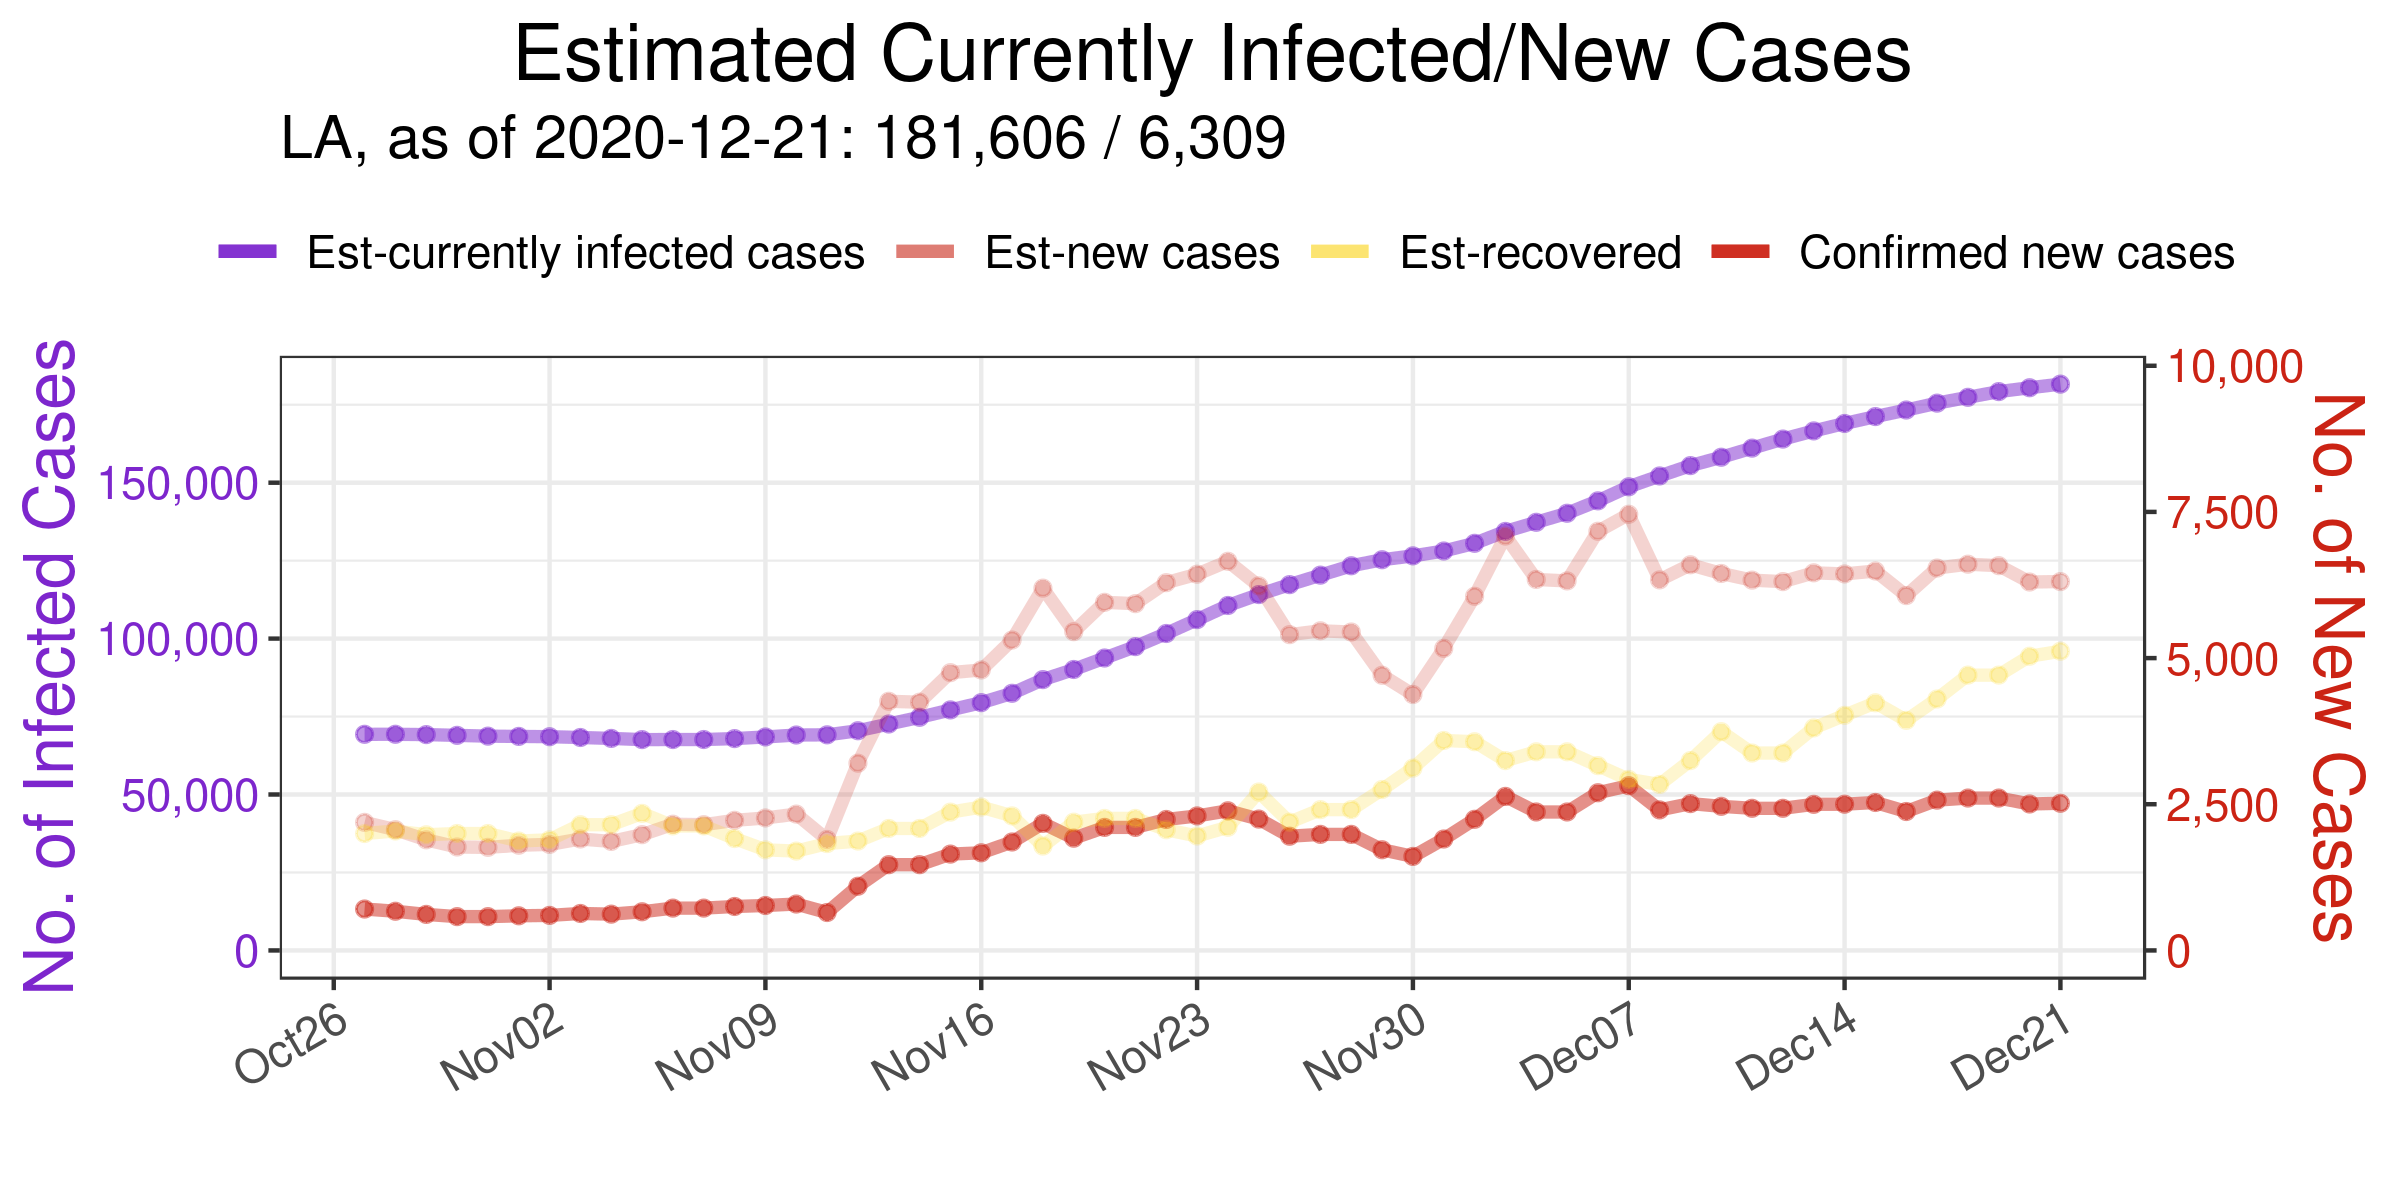 Estimated Currently Infected/New Cases
LA, as of 2020-12-21: 181,606 / 6,309
Est-currently infected cases Est-new cases Est-recovered Confirmed new cases
No. of Infected Cases
150,000
100,000
50,000
0
10,000
7,500
5,000
2,500
0
No. of New Cases
Oct26 Nov02 Nov09 Nov16 Nov23 Nov30 Dec07 Dec14 Dec21